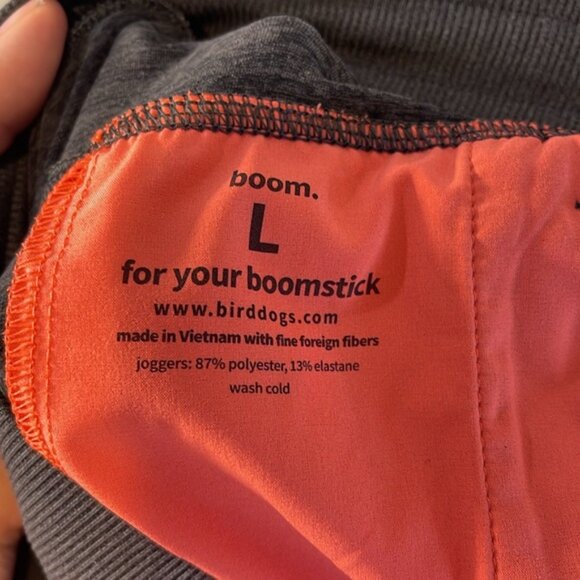 boom.
L
for your boomstick
www.birddogs.com
made in Vietnam with fine foreign fibers
joggers: 87% polyester, 13% elastane
wash cold